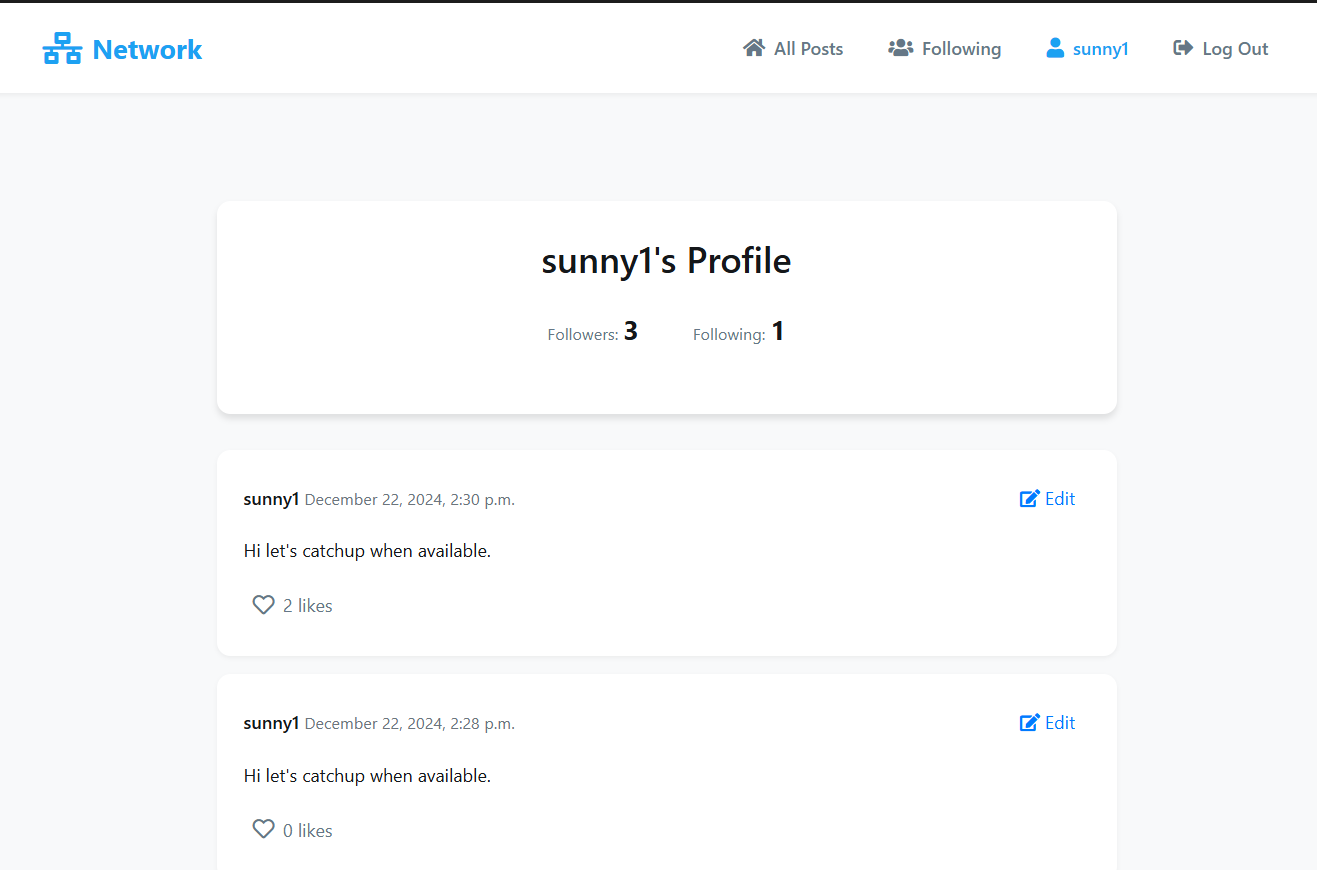 Network All Posts Following sunny1 Log Out
sunny1's Profile
Followers: 3 Following: 1
sunny1 December 22, 2024, 2:30 p.m. Edit
Hi let's catchup when available.
2 likes
sunny1 December 22, 2024, 2:28 p.m. Edit
Hi let's catchup when available.
0 likes